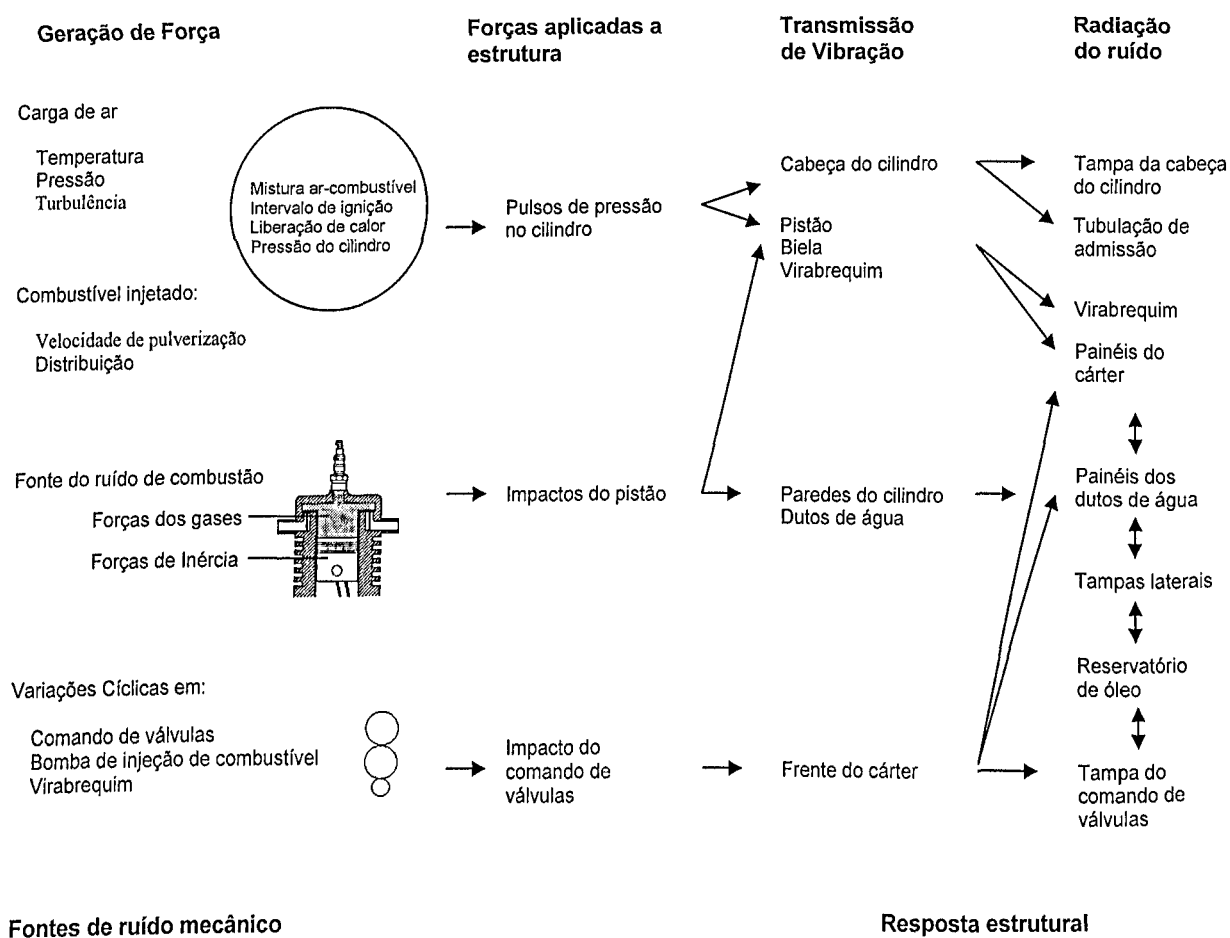 Geração de Força
Forças aplicadas a
estrutura
Transmissão
de Vibração
Radiação
do ruído
Carga de ar
Temperatura
Pressão
Turbulência
Mistura ar-combustível
Intervalo de ignição
Liberação de calor
Pressão do cilindro
Pulsos de pressão
no cilindro
Cabeça do cilindro
Pistão
Biela
Virabrequim
Tampa da cabeça
do cilindro
Tubulação de
admissão
Virabrequim
Painéis do
cárter
Combustível injetado:
Velocidade de pulverização
Distribuição
Fonte do ruído de combustão
Forças dos gases
Forças de Inércia
Impactos do pistão
Paredes do cilindro
Dutos de água
Painéis dos
dutos de água
Tampas laterais
Reservatório
de óleo
Variações Cíclicas em:
Comando de válvulas
Bomba de injeção de combustível
Virabrequim
Impacto do
comando de
válvulas
Frente do cárter
Tampa do
comando de
válvulas
Fontes de ruído mecânico
Resposta estrutural